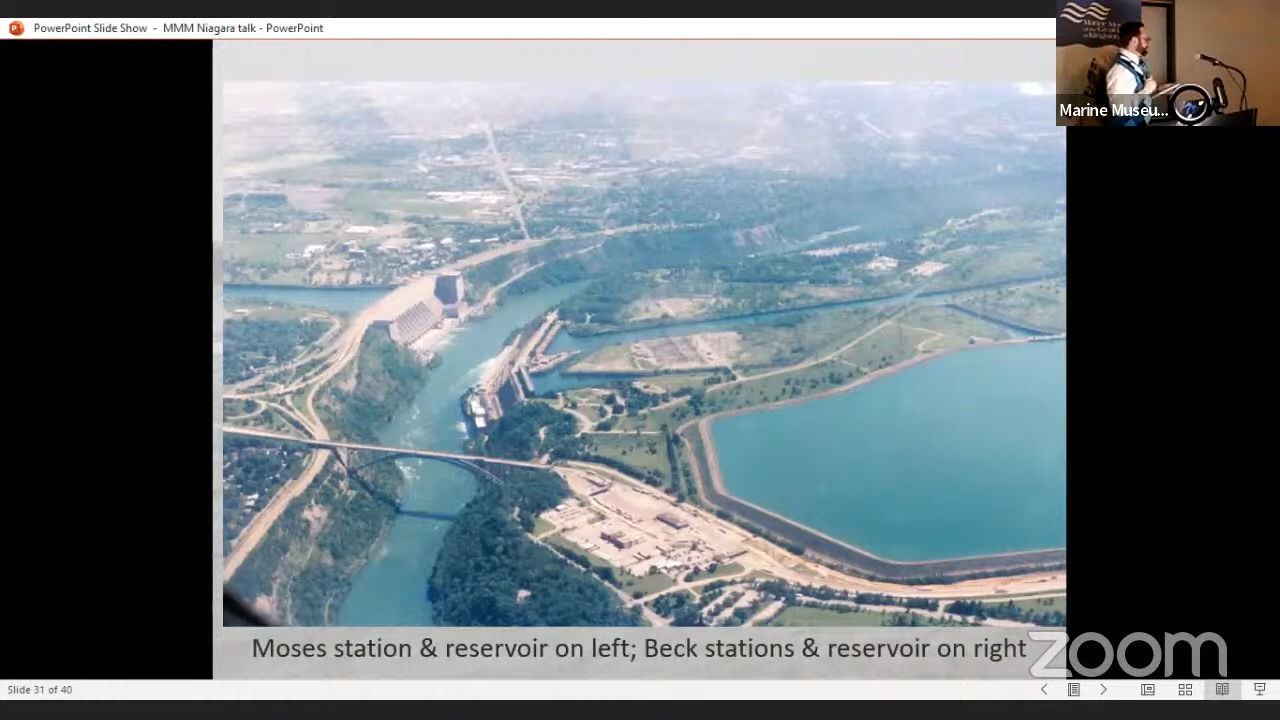 PowerPoint Slide Show - MMM Niagara talk - PowerPoint
Marine Museu...
Moses station & reservoir on left; Beck stations & reservoir on right
zoom
Slide 31 of 40